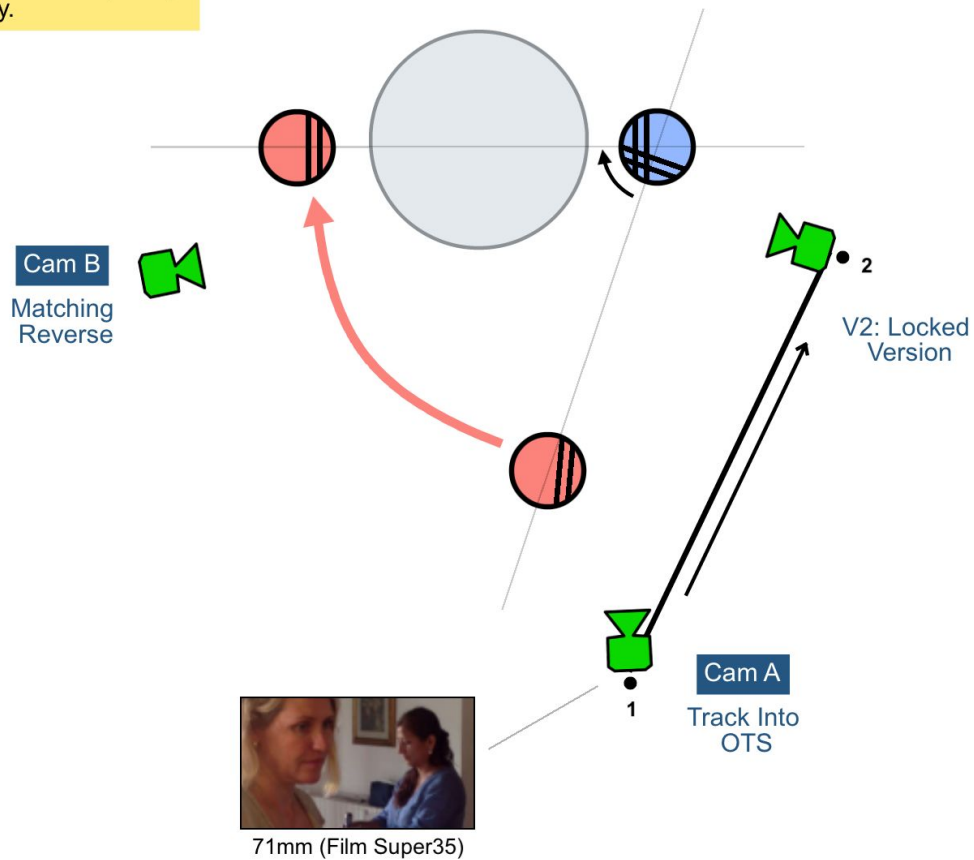 y.
Cam B
Matching
Reverse
2
V2: Locked
Version
Cam A
1
Track Into
OTS
71mm (Film Super35)